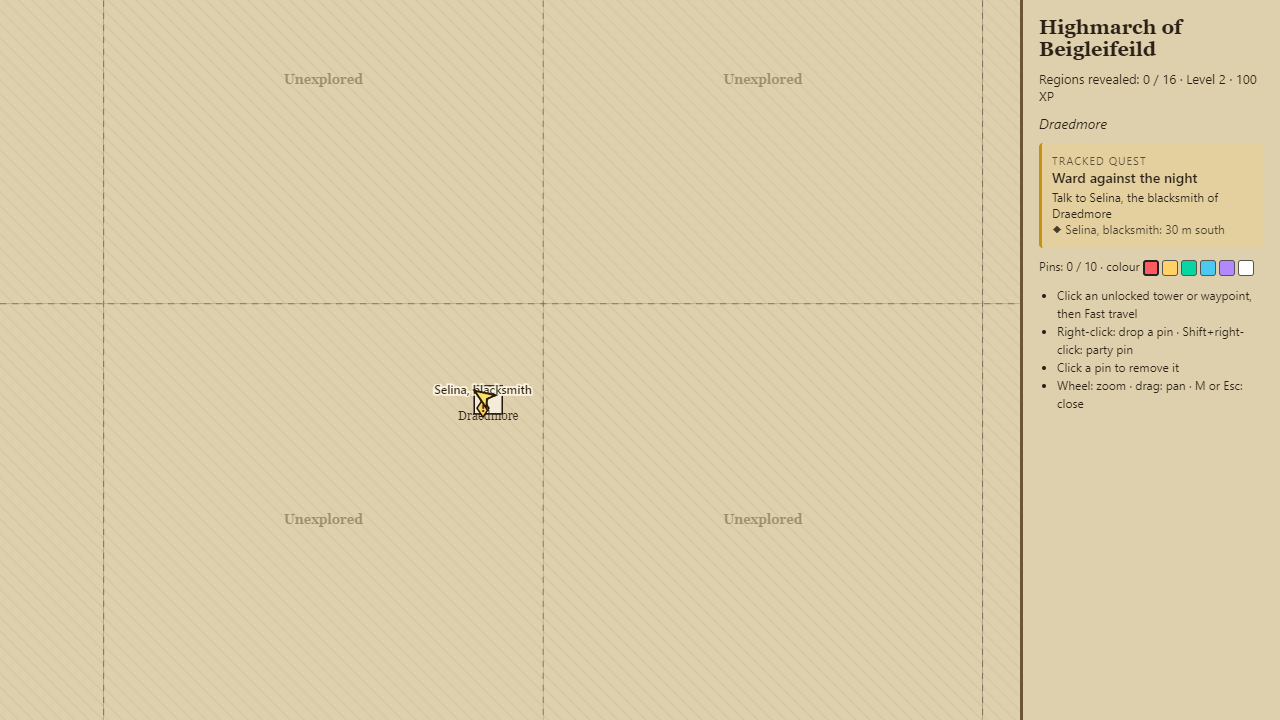 Unexplored
Unexplored
Selina, blacksmith
Draedmore
Unexplored
Unexplored
Highmarch of
Beigleifeild
Regions revealed: 0 / 16 · Level 2 · 100
XP
Draedmore
TRACKED QUEST
Ward against the night
Talk to Selina, the blacksmith of
Draedmore
◆ Selina, blacksmith: 30 m south
Pins: 0 / 10 · colour
• Click an unlocked tower or waypoint,
then Fast travel
• Right-click: drop a pin · Shift+right-
click: party pin
• Click a pin to remove it
• Wheel: zoom · drag: pan · M or Esc:
close